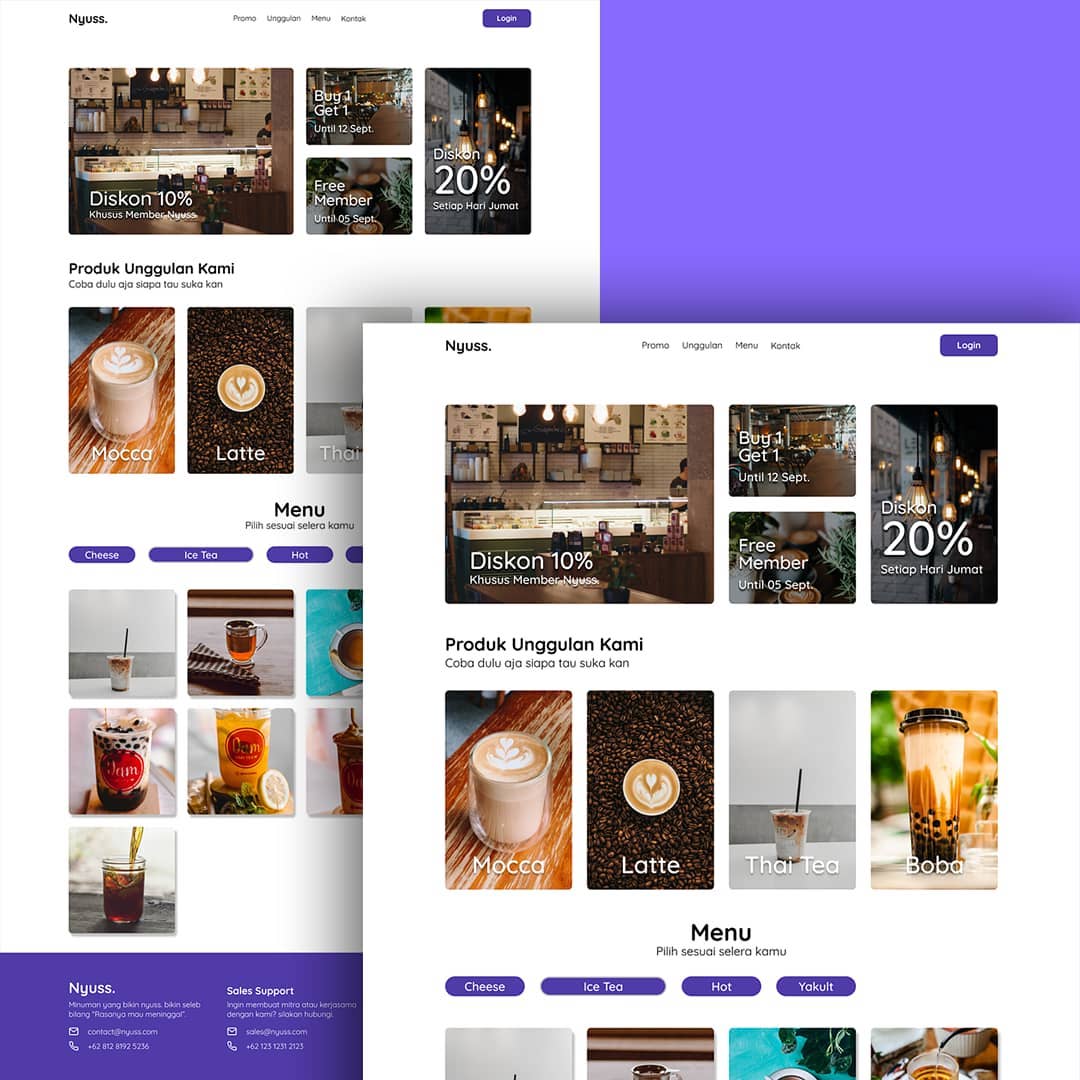 Nyuss.
Promo
Unggulan
Menu
Kontak
Login
Diskon 10%
Khusus Member Nyuss.
Buy 1
Get 1
Until 12 Sept.
Free
Member
Until 05 Sept.
Diskon
20%
Setiap Hari Jumat
Produk Unggulan Kami
Coba dulu aja siapa tau suka kan
Mocca
Latte
Thai
Menu
Pilih sesuai selera kamu
Cheese
Ice Tea
Hot
Dam
Dam
Nyuss.
Minuman yang bikin nyuss. bikin seleb
bilang "Rasanya mau meninggal".
contact@nyuss.com
+62 812 8192 5236
Sales Support
Ingin membuat mitra atau kerjasama
dengan kami? silakan hubungi.
sales@nyuss.com
+62 123 1231 2123
Nyuss.
Promo
Unggulan
Menu
Kontak
Login
Diskon 10%
Khusus Member Nyuss.
Buy 1
Get 1
Until 12 Sept.
Free
Member
Until 05 Sept.
Diskon
20%
Setiap Hari Jumat
Produk Unggulan Kami
Coba dulu aja siapa tau suka kan
Mocca
Latte
Thai Tea
Boba
Menu
Pilih sesuai selera kamu
Cheese
Ice Tea
Hot
Yakult